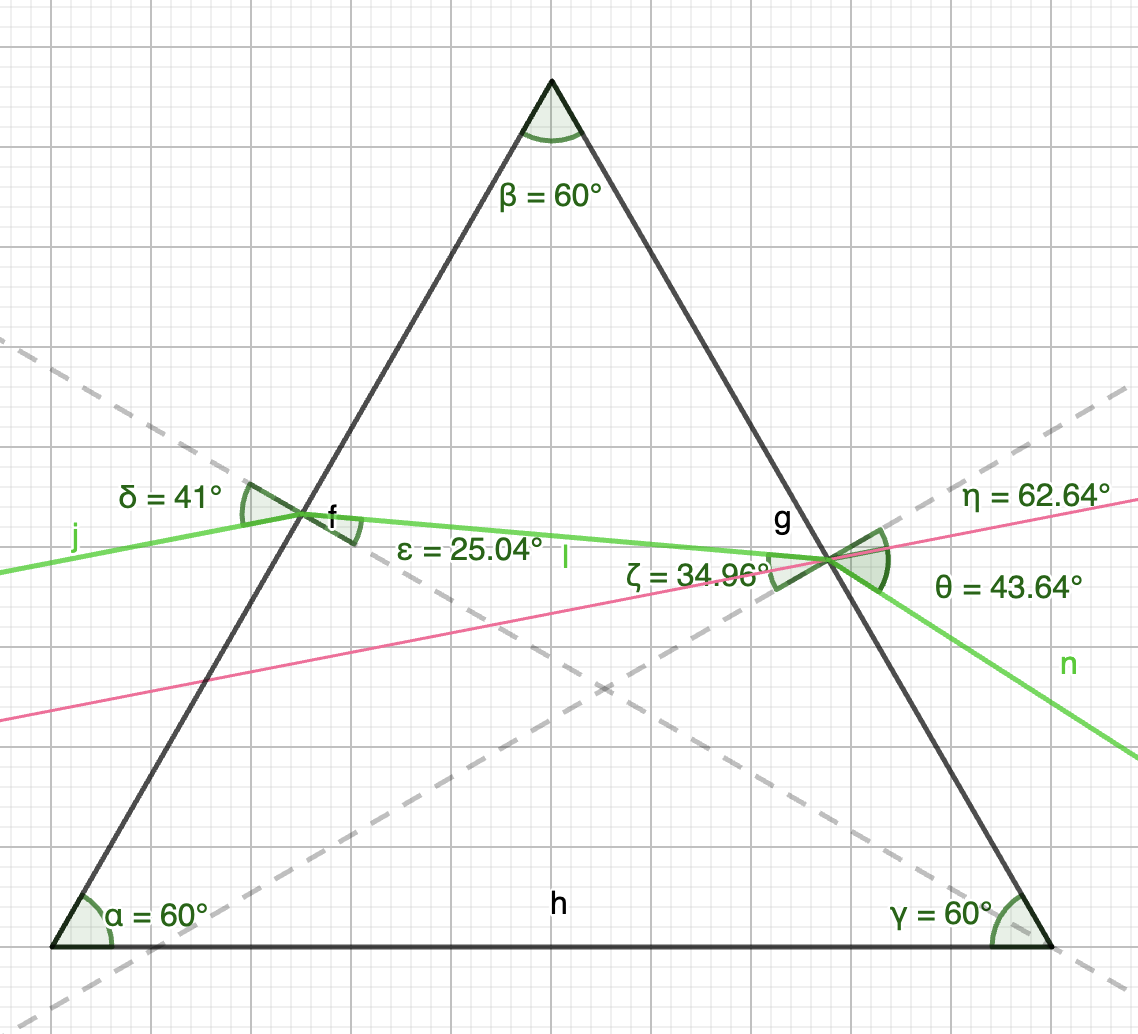 β = 60°
δ = 41°
f
g
η = 62.64°
j
ε = 25.04°
l
ζ = 34.96°
θ = 43.64°
n
h
α = 60°
γ = 60°